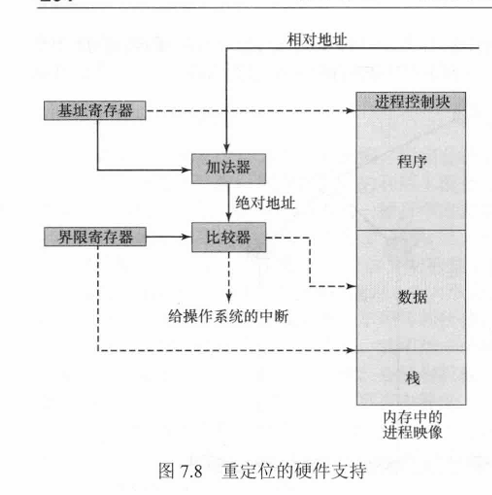 相对地址
基址寄存器
进程控制块
加法器
程序
绝对地址
界限寄存器
比较器
数据
给操作系统的中断
栈
内存中的
进程映像
图 7.8 重定位的硬件支持